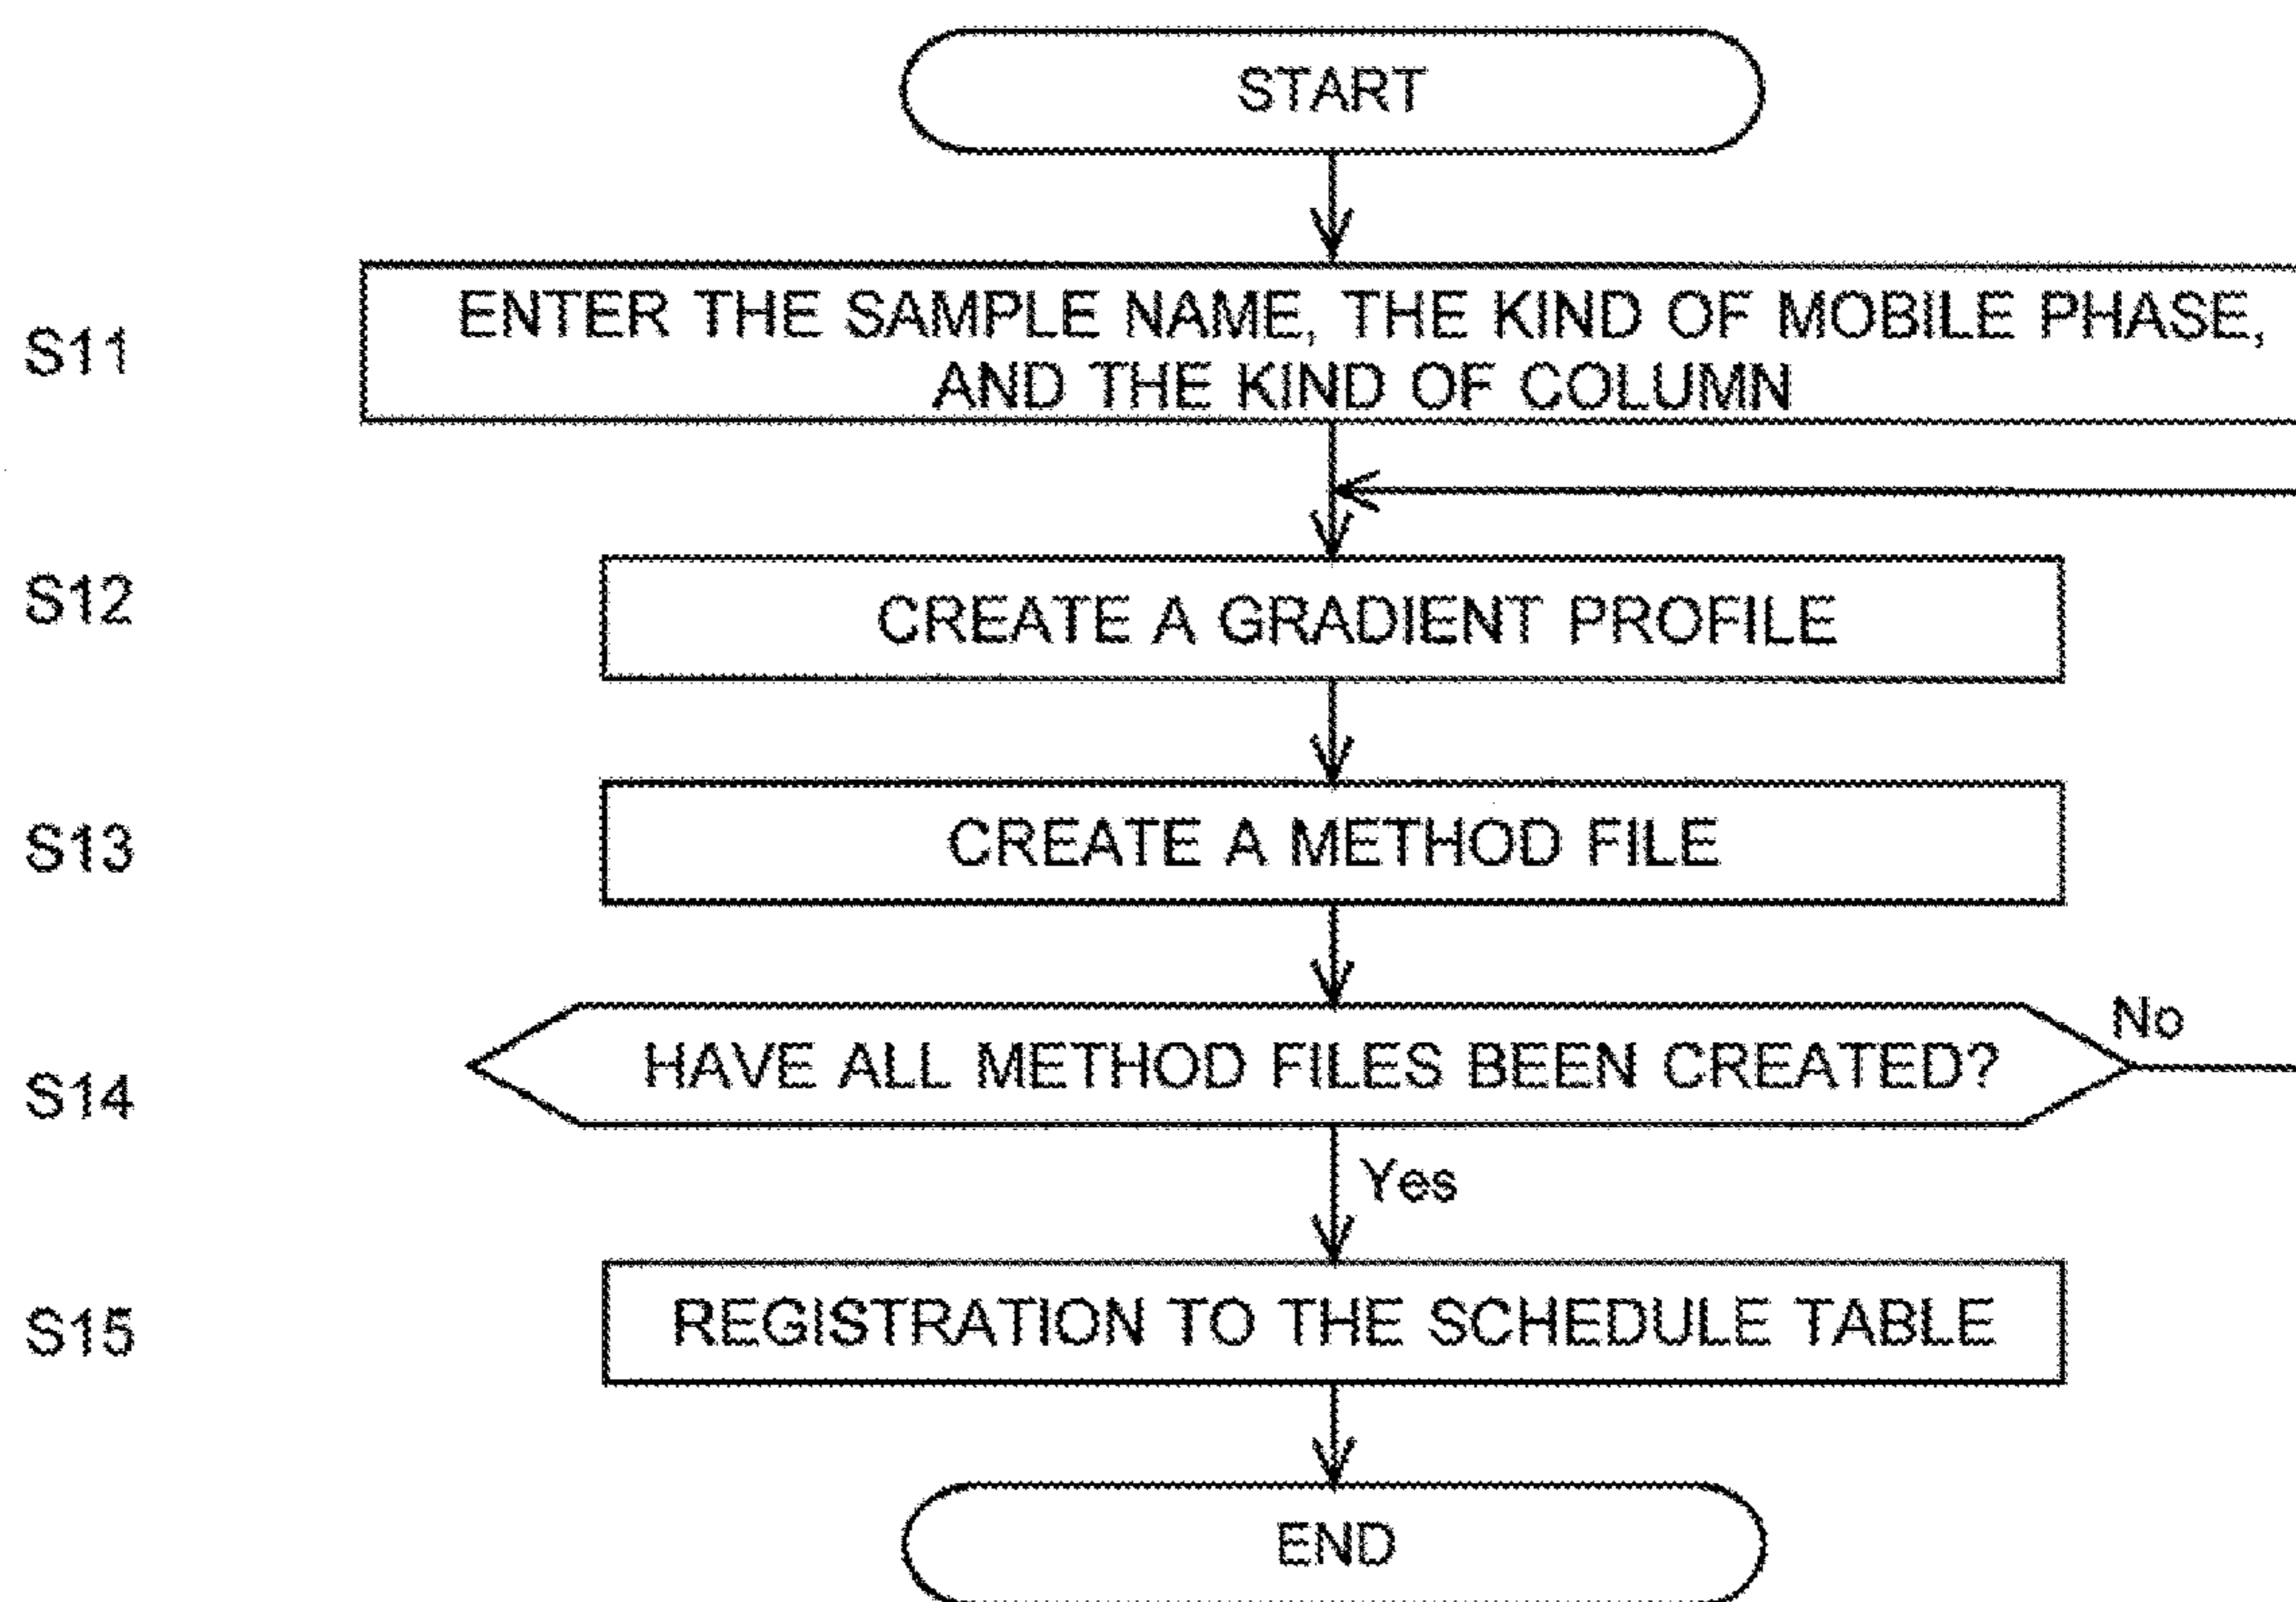 START
S11
ENTER THE SAMPLE NAME, THE KIND OF MOBILE PHASE,
AND THE KIND OF COLUMN
S12
CREATE A GRADIENT PROFILE
S13
CREATE A METHOD FILE
S14
HAVE ALL METHOD FILES BEEN CREATED?
No
Yes
S15
REGISTRATION TO THE SCHEDULE TABLE
END